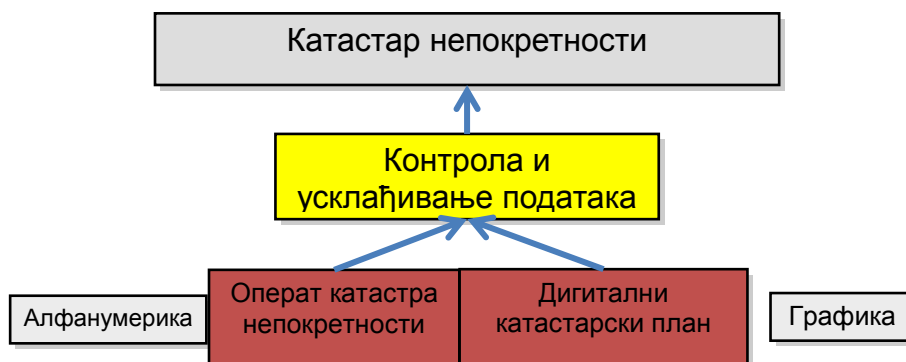 Катастар непокретности
Контрола и
усклађивање података
Алфанумерика
Операт катастра
непокретности
Дигитални
катастарски план
Графика